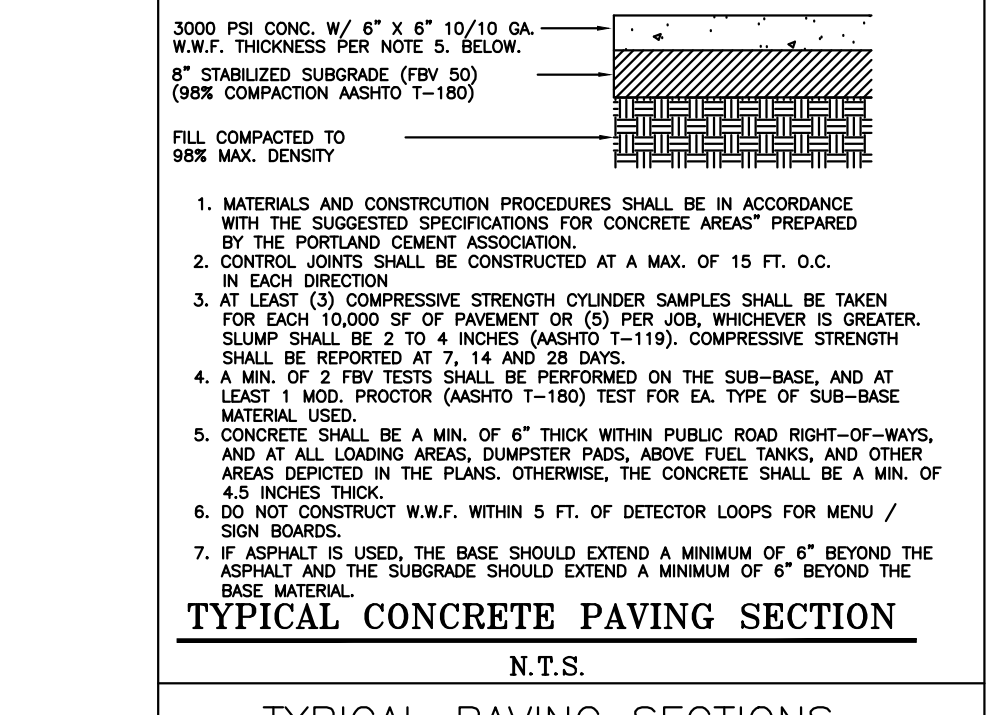 3000 PSI CONC. W/ 6" X 6" 10/10 GA.
W.W.F. THICKNESS PER NOTE 5. BELOW.
8" STABILIZED SUBGRADE (FBV 50)
(98% COMPACTION AASHTO T-180)
FILL COMPACTED TO
98% MAX. DENSITY
1. MATERIALS AND CONSTRCUTION PROCEDURES SHALL BE IN ACCORDANCE
WITH THE SUGGESTED SPECIFICATIONS FOR CONCRETE AREAS" PREPARED
BY THE PORTLAND CEMENT ASSOCIATION.
2. CONTROL JOINTS SHALL BE CONSTRUCTED AT A MAX. OF 15 FT. O.C.
IN EACH DIRECTION
3. AT LEAST (3) COMPRESSIVE STRENGTH CYLINDER SAMPLES SHALL BE TAKEN
FOR EACH 10,000 SF OF PAVEMENT OR (5) PER JOB, WHICHEVER IS GREATER.
SLUMP SHALL BE 2 TO 4 INCHES (AASHTO T-119). COMPRESSIVE STRENGTH
SHALL BE REPORTED AT 7, 14 AND 28 DAYS.
4. A MIN. OF 2 FBV TESTS SHALL BE PERFORMED ON THE SUB-BASE, AND AT
LEAST 1 MOD. PROCTOR (AASHTO T-180) TEST FOR EA. TYPE OF SUB-BASE
MATERIAL USED.
5. CONCRETE SHALL BE A MIN. OF 6" THICK WITHIN PUBLIC ROAD RIGHT-OF-WAYS,
AND AT ALL LOADING AREAS, DUMPSTER PADS, ABOVE FUEL TANKS, AND OTHER
AREAS DEPICTED IN THE PLANS. OTHERWISE, THE CONCRETE SHALL BE A MIN. OF
4.5 INCHES THICK.
6. DO NOT CONSTRUCT W.W.F. WITHIN 5 FT. OF DETECTOR LOOPS FOR MENU /
SIGN BOARDS.
7. IF ASPHALT IS USED, THE BASE SHOULD EXTEND A MINIMUM OF 6" BEYOND THE
ASPHALT AND THE SUBGRADE SHOULD EXTEND A MINIMUM OF 6" BEYOND THE
BASE MATERIAL.
TYPICAL CONCRETE PAVING SECTION
N.T.S.
TYPICAL PAVING SECTIONS